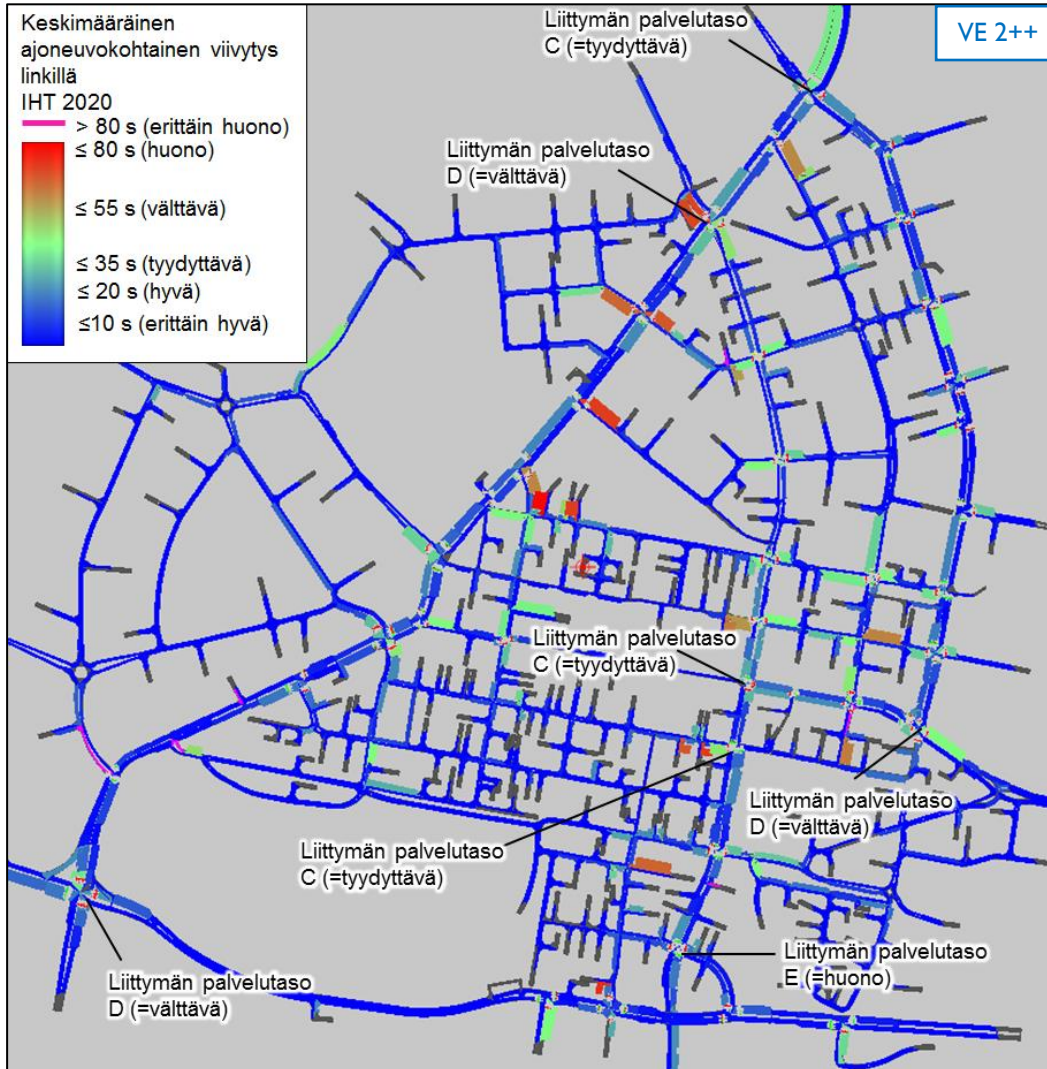 Keskimääräinen
ajoneuvokohtainen viivytys
linkillä
IHT 2020
> 80 s (erittäin huono)
≤ 80 s (huono)
≤ 55 s (välttävä)
≤ 35 s (tyydyttävä)
≤ 20 s (hyvä)
≤10 s (erittäin hyvä)
VE 2++
Liittymän palvelutaso
C (=tyydyttävä)
Liittymän palvelutaso
D (=välttävä)
Liittymän palvelutaso
C (=tyydyttävä)
Liittymän palvelutaso
D (=välttävä)
Liittymän palvelutaso
C (=tyydyttävä)
Liittymän palvelutaso
E (=huono)
Liittymän palvelutaso
D (=välttävä)